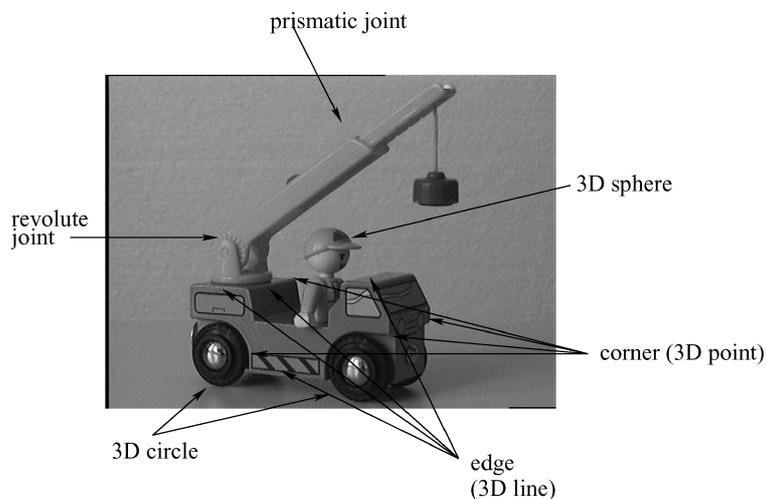 prismatic joint
3D sphere
revolute
joint
corner (3D point)
3D circle
edge
(3D line)